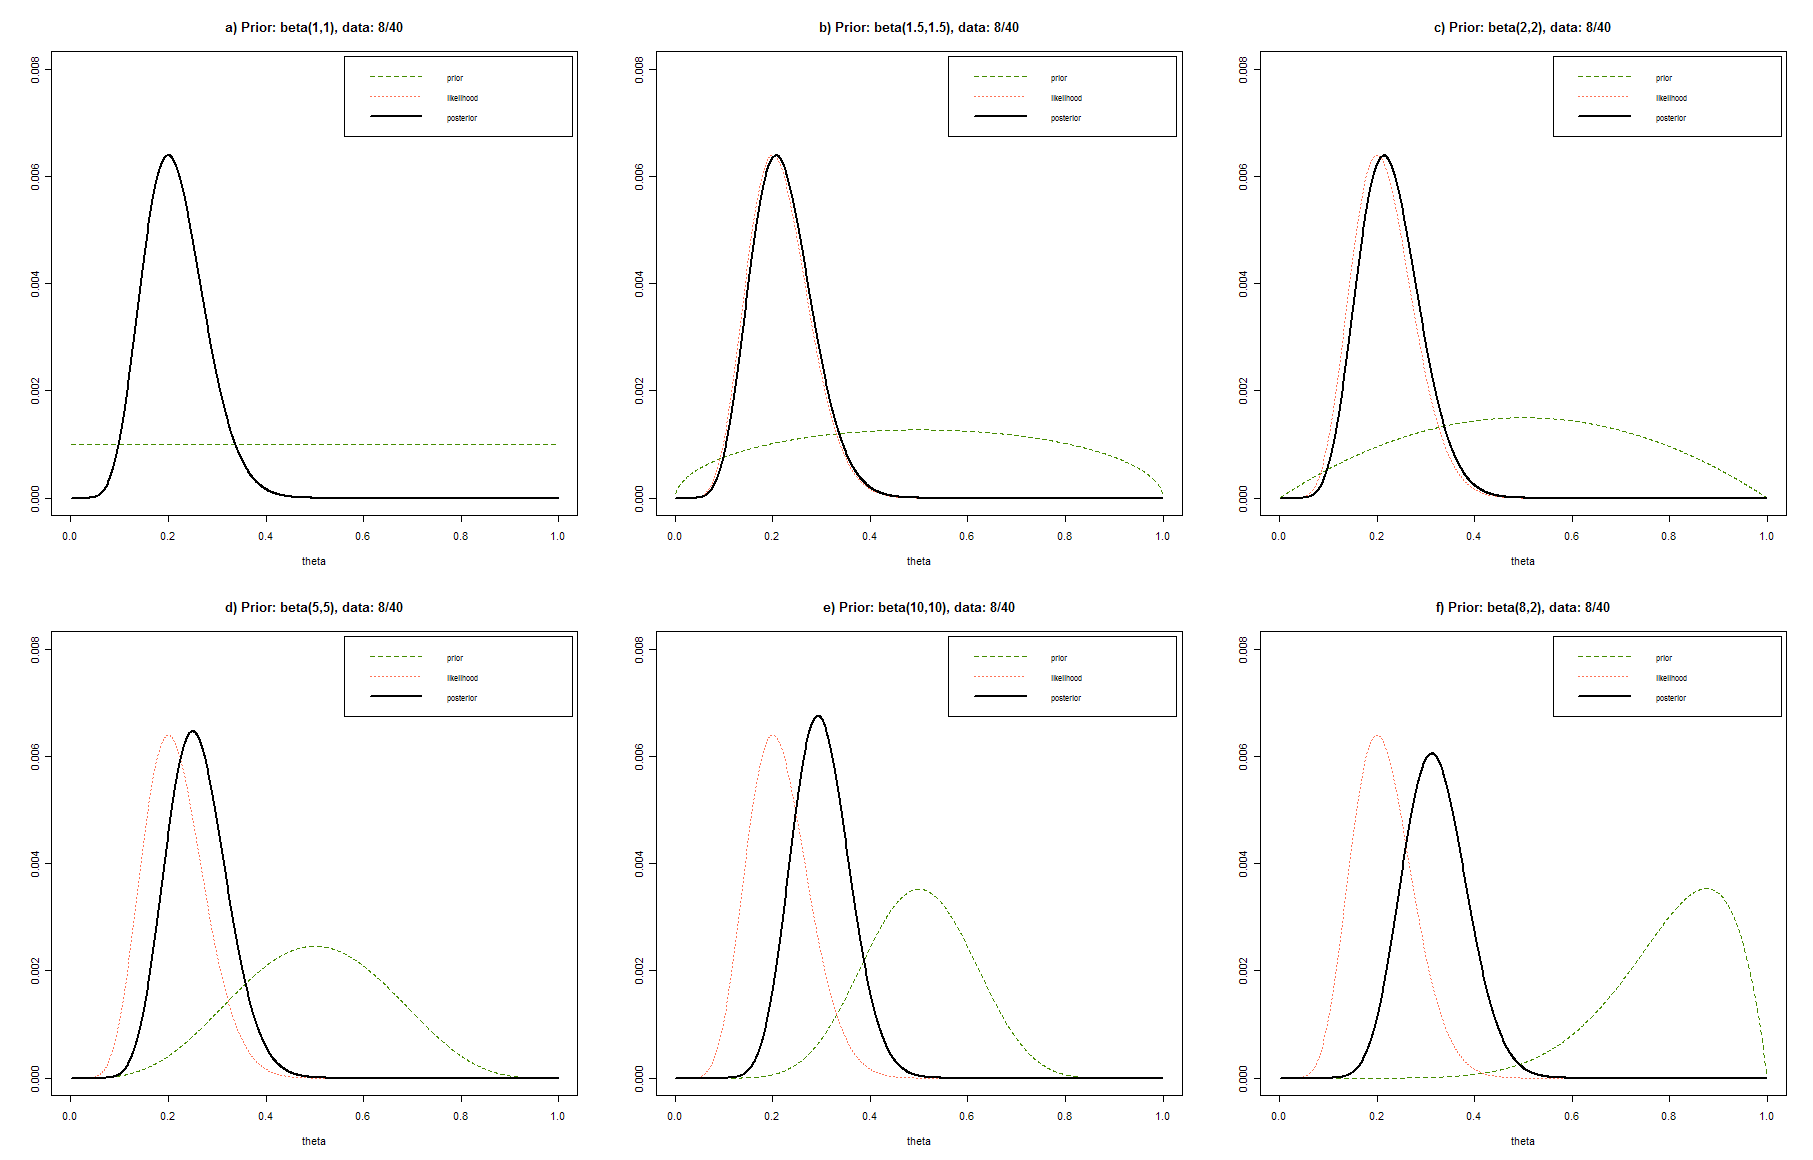 a) Prior: beta(1,1), data: 8/40
0.008
0.006
0.004
0.002
0.000
prior
likelihood
posterior
0.0 0.2 0.4 0.6 0.8 1.0
theta
b) Prior: beta(1.5,1.5), data: 8/40
0.008
0.006
0.004
0.002
0.000
prior
likelihood
posterior
0.0 0.2 0.4 0.6 0.8 1.0
theta
c) Prior: beta(2,2), data: 8/40
0.008
0.006
0.004
0.002
0.000
prior
likelihood
posterior
0.0 0.2 0.4 0.6 0.8 1.0
theta
d) Prior: beta(5,5), data: 8/40
0.008
0.006
0.004
0.002
0.000
prior
likelihood
posterior
0.0 0.2 0.4 0.6 0.8 1.0
theta
e) Prior: beta(10,10), data: 8/40
0.008
0.006
0.004
0.002
0.000
prior
likelihood
posterior
0.0 0.2 0.4 0.6 0.8 1.0
theta
f) Prior: beta(8,2), data: 8/40
0.008
0.006
0.004
0.002
0.000
prior
likelihood
posterior
0.0 0.2 0.4 0.6 0.8 1.0
theta